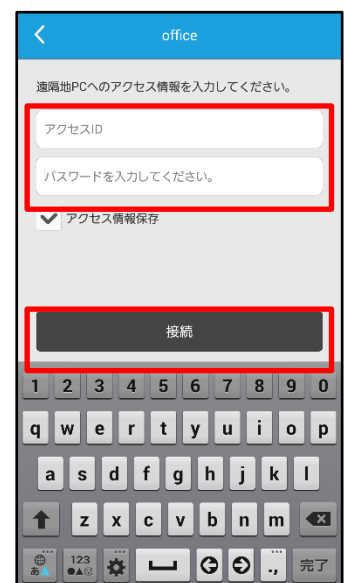 office
遠隔地PCへのアクセス情報を入力してください。
アクセスID
パスワードを入力してください。
アクセス情報保存
接続
1 2 3 4 5 6 7 8 9 0
q w e r t y u i o p
a s d f g h j k l
z x c v b n m
あa 123 ., 完了